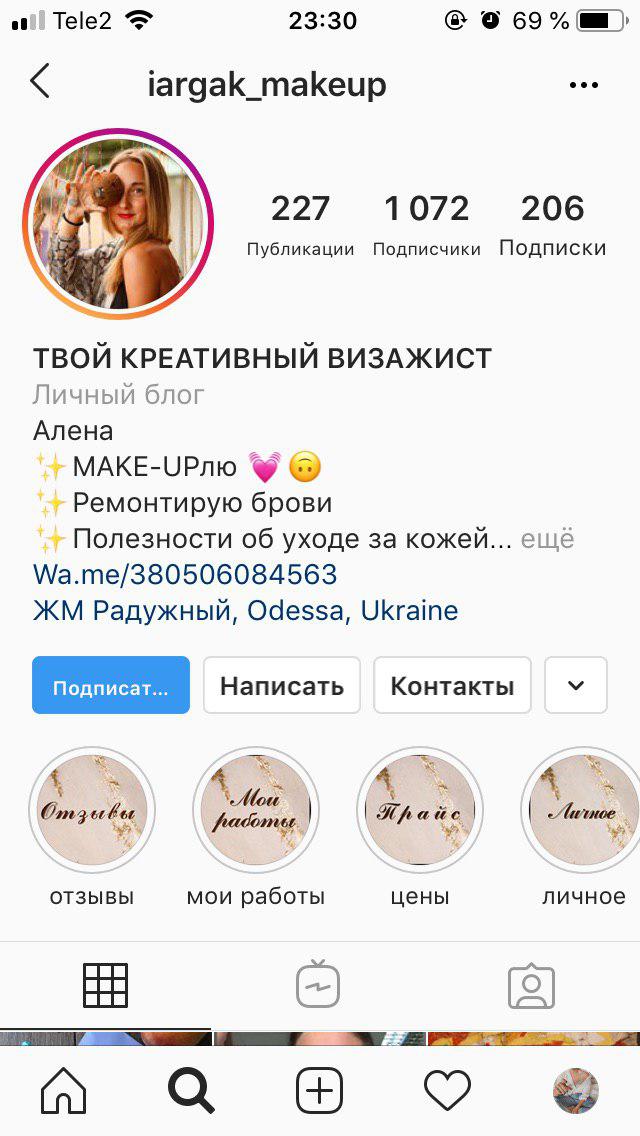 Tele2 23:30 69 %
iargak_makeup
227 1 072 206
Публикации Подписчики Подписки
ТВОЙ КРЕАТИВНЫЙ ВИЗАЖИСТ
Личный блог
Алена
✨MAKE-UPлю 💓 🙃
✨Ремонтирую брови
✨Полезности об уходе за кожей... ещё
Wa.me/380506084563
ЖМ Радужный, Odessa, Ukraine
Подписат... Написать Контакты
Отзывы Мои работы Прайс Личное
отзывы мои работы цены личное